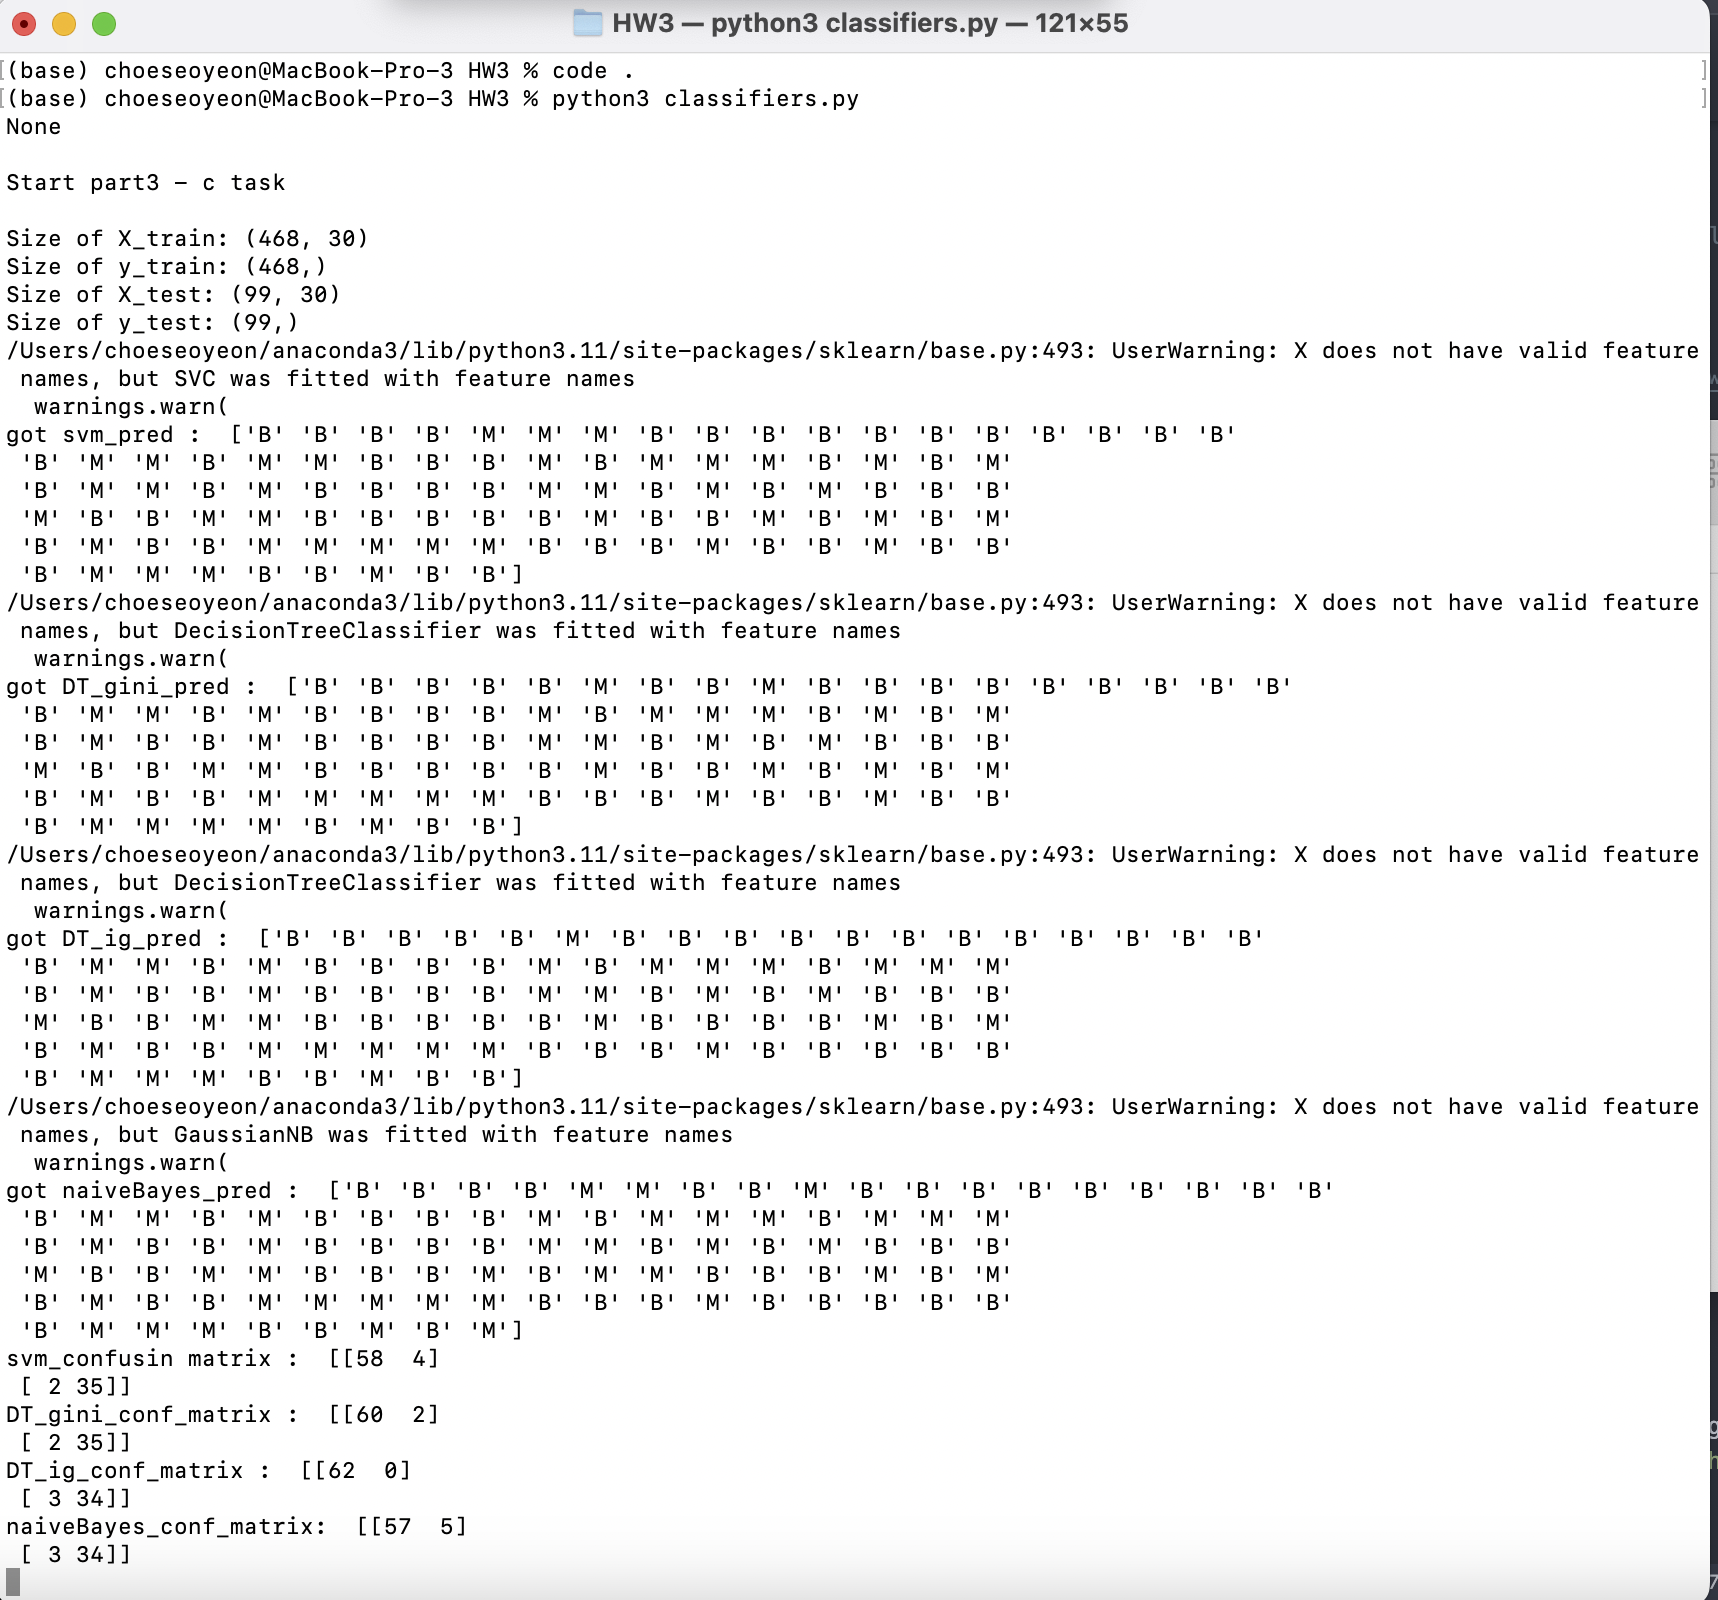 HW3 — python3 classifiers.py — 121×55
(base) choeseoyeon@MacBook-Pro-3 HW3 % code .
(base) choeseoyeon@MacBook-Pro-3 HW3 % python3 classifiers.py
None
Start part3 - c task
Size of X_train: (468, 30)
Size of y_train: (468,)
Size of X_test: (99, 30)
Size of y_test: (99,)
/Users/choeseoyeon/anaconda3/lib/python3.11/site-packages/sklearn/base.py:493: UserWarning: X does not have valid feature
names, but SVC was fitted with feature names
warnings.warn(
got svm_pred :  ['B' 'B' 'B' 'B' 'M' 'M' 'M' 'B' 'B' 'B' 'B' 'B' 'B' 'B' 'B' 'B' 'B' 'B'
'B' 'M' 'M' 'B' 'M' 'M' 'B' 'B' 'B' 'M' 'B' 'M' 'M' 'M' 'B' 'M' 'B' 'M'
'B' 'M' 'M' 'B' 'M' 'B' 'B' 'B' 'B' 'M' 'M' 'B' 'M' 'B' 'M' 'B' 'B' 'B'
'M' 'B' 'B' 'M' 'M' 'B' 'B' 'B' 'B' 'B' 'M' 'B' 'B' 'M' 'B' 'M' 'B' 'M'
'B' 'M' 'B' 'B' 'M' 'M' 'M' 'M' 'M' 'B' 'B' 'B' 'M' 'B' 'B' 'M' 'B' 'B'
'B' 'M' 'M' 'M' 'B' 'B' 'M' 'B' 'B']
/Users/choeseoyeon/anaconda3/lib/python3.11/site-packages/sklearn/base.py:493: UserWarning: X does not have valid feature
names, but DecisionTreeClassifier was fitted with feature names
warnings.warn(
got DT_gini_pred :  ['B' 'B' 'B' 'B' 'B' 'M' 'B' 'B' 'M' 'B' 'B' 'B' 'B' 'B' 'B' 'B' 'B' 'B'
'B' 'M' 'M' 'B' 'M' 'B' 'B' 'B' 'B' 'M' 'B' 'M' 'M' 'M' 'B' 'M' 'B' 'M'
'B' 'M' 'B' 'B' 'M' 'B' 'B' 'B' 'B' 'M' 'M' 'B' 'M' 'B' 'M' 'B' 'B' 'B'
'M' 'B' 'B' 'M' 'M' 'B' 'B' 'B' 'B' 'B' 'M' 'B' 'B' 'M' 'B' 'M' 'B' 'M'
'B' 'M' 'B' 'B' 'M' 'M' 'M' 'M' 'M' 'B' 'B' 'B' 'M' 'B' 'B' 'M' 'B' 'B'
'B' 'M' 'M' 'M' 'M' 'B' 'M' 'B' 'B']
/Users/choeseoyeon/anaconda3/lib/python3.11/site-packages/sklearn/base.py:493: UserWarning: X does not have valid feature
names, but DecisionTreeClassifier was fitted with feature names
warnings.warn(
got DT_ig_pred :  ['B' 'B' 'B' 'B' 'B' 'M' 'B' 'B' 'B' 'B' 'B' 'B' 'B' 'B' 'B' 'B' 'B' 'B'
'B' 'M' 'M' 'B' 'M' 'B' 'B' 'B' 'B' 'M' 'B' 'M' 'M' 'M' 'B' 'M' 'M' 'M'
'B' 'M' 'B' 'B' 'M' 'B' 'B' 'B' 'B' 'M' 'M' 'B' 'M' 'B' 'M' 'B' 'B' 'B'
'M' 'B' 'B' 'M' 'M' 'B' 'B' 'B' 'B' 'B' 'M' 'B' 'B' 'B' 'B' 'M' 'B' 'M'
'B' 'M' 'B' 'B' 'M' 'M' 'M' 'M' 'M' 'B' 'B' 'B' 'M' 'B' 'B' 'B' 'B' 'B'
'B' 'M' 'M' 'M' 'B' 'B' 'M' 'B' 'B']
/Users/choeseoyeon/anaconda3/lib/python3.11/site-packages/sklearn/base.py:493: UserWarning: X does not have valid feature
names, but GaussianNB was fitted with feature names
warnings.warn(
got naiveBayes_pred :  ['B' 'B' 'B' 'B' 'M' 'M' 'B' 'B' 'M' 'B' 'B' 'B' 'B' 'B' 'B' 'B' 'B' 'B'
'B' 'M' 'M' 'B' 'M' 'B' 'B' 'B' 'B' 'M' 'B' 'M' 'M' 'M' 'B' 'M' 'M' 'M'
'B' 'M' 'B' 'B' 'M' 'B' 'B' 'B' 'B' 'M' 'M' 'B' 'M' 'B' 'M' 'B' 'B' 'B'
'M' 'B' 'B' 'M' 'M' 'B' 'B' 'B' 'M' 'B' 'M' 'M' 'B' 'B' 'B' 'M' 'B' 'M'
'B' 'M' 'B' 'B' 'M' 'M' 'M' 'M' 'M' 'B' 'B' 'B' 'M' 'B' 'B' 'B' 'B' 'B'
'B' 'M' 'M' 'M' 'B' 'B' 'M' 'B' 'M']
svm_confusin matrix :  [[58  4]
[ 2 35]]
DT_gini_conf_matrix :  [[60  2]
[ 2 35]]
DT_ig_conf_matrix :  [[62  0]
[ 3 34]]
naiveBayes_conf_matrix:  [[57  5]
[ 3 34]]